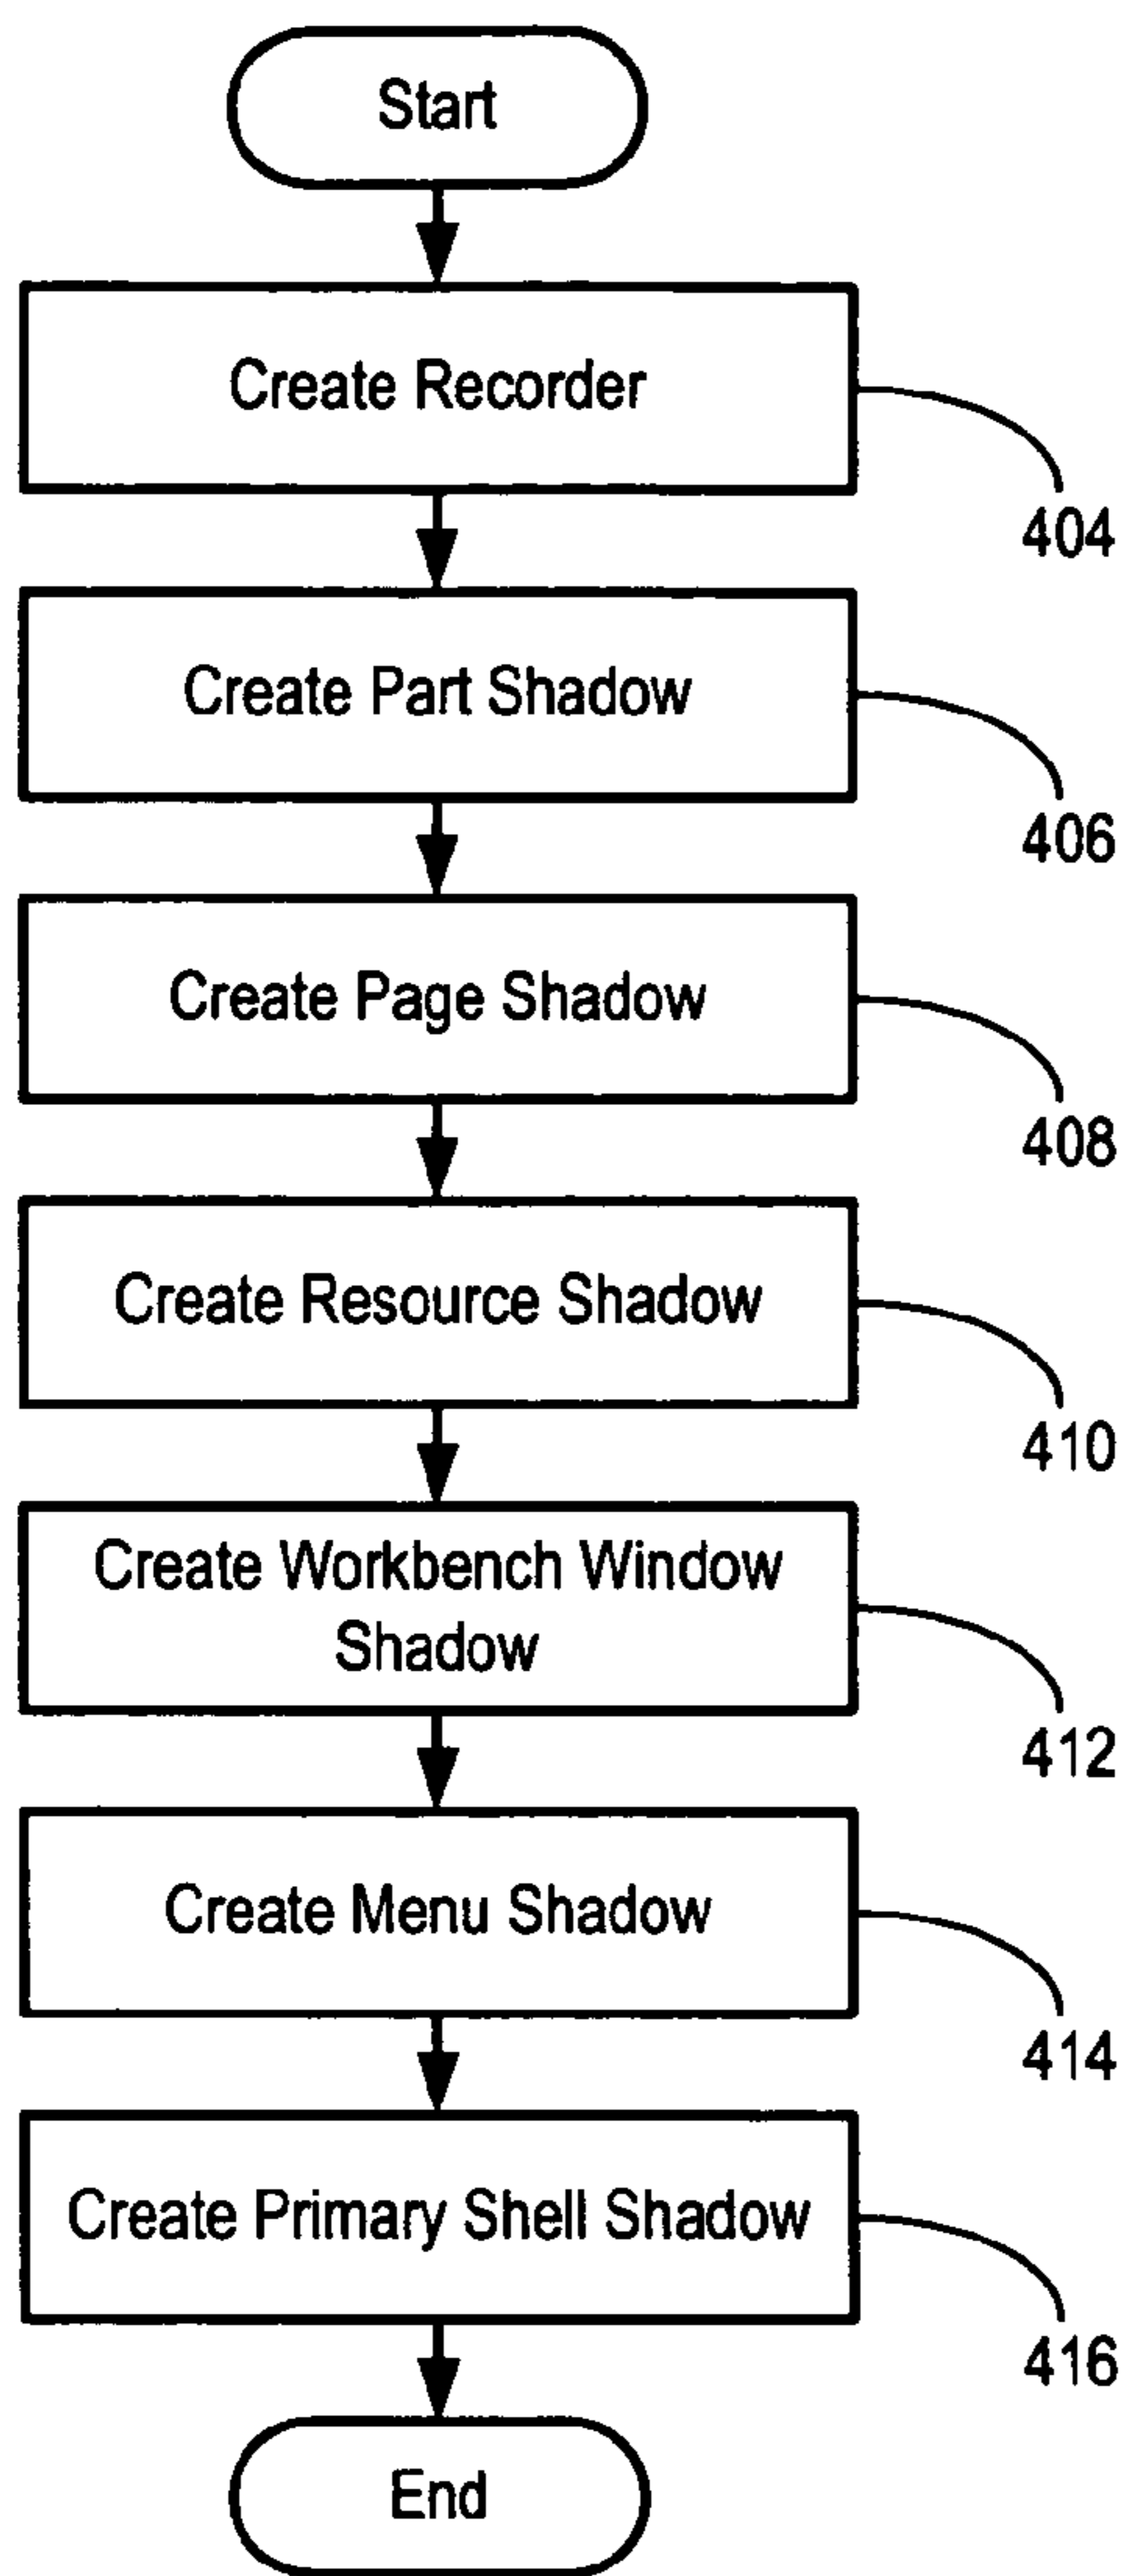 Start
Create Recorder
404
Create Part Shadow
406
Create Page Shadow
408
Create Resource Shadow
410
Create Workbench Window
Shadow
412
Create Menu Shadow
414
Create Primary Shell Shadow
416
End